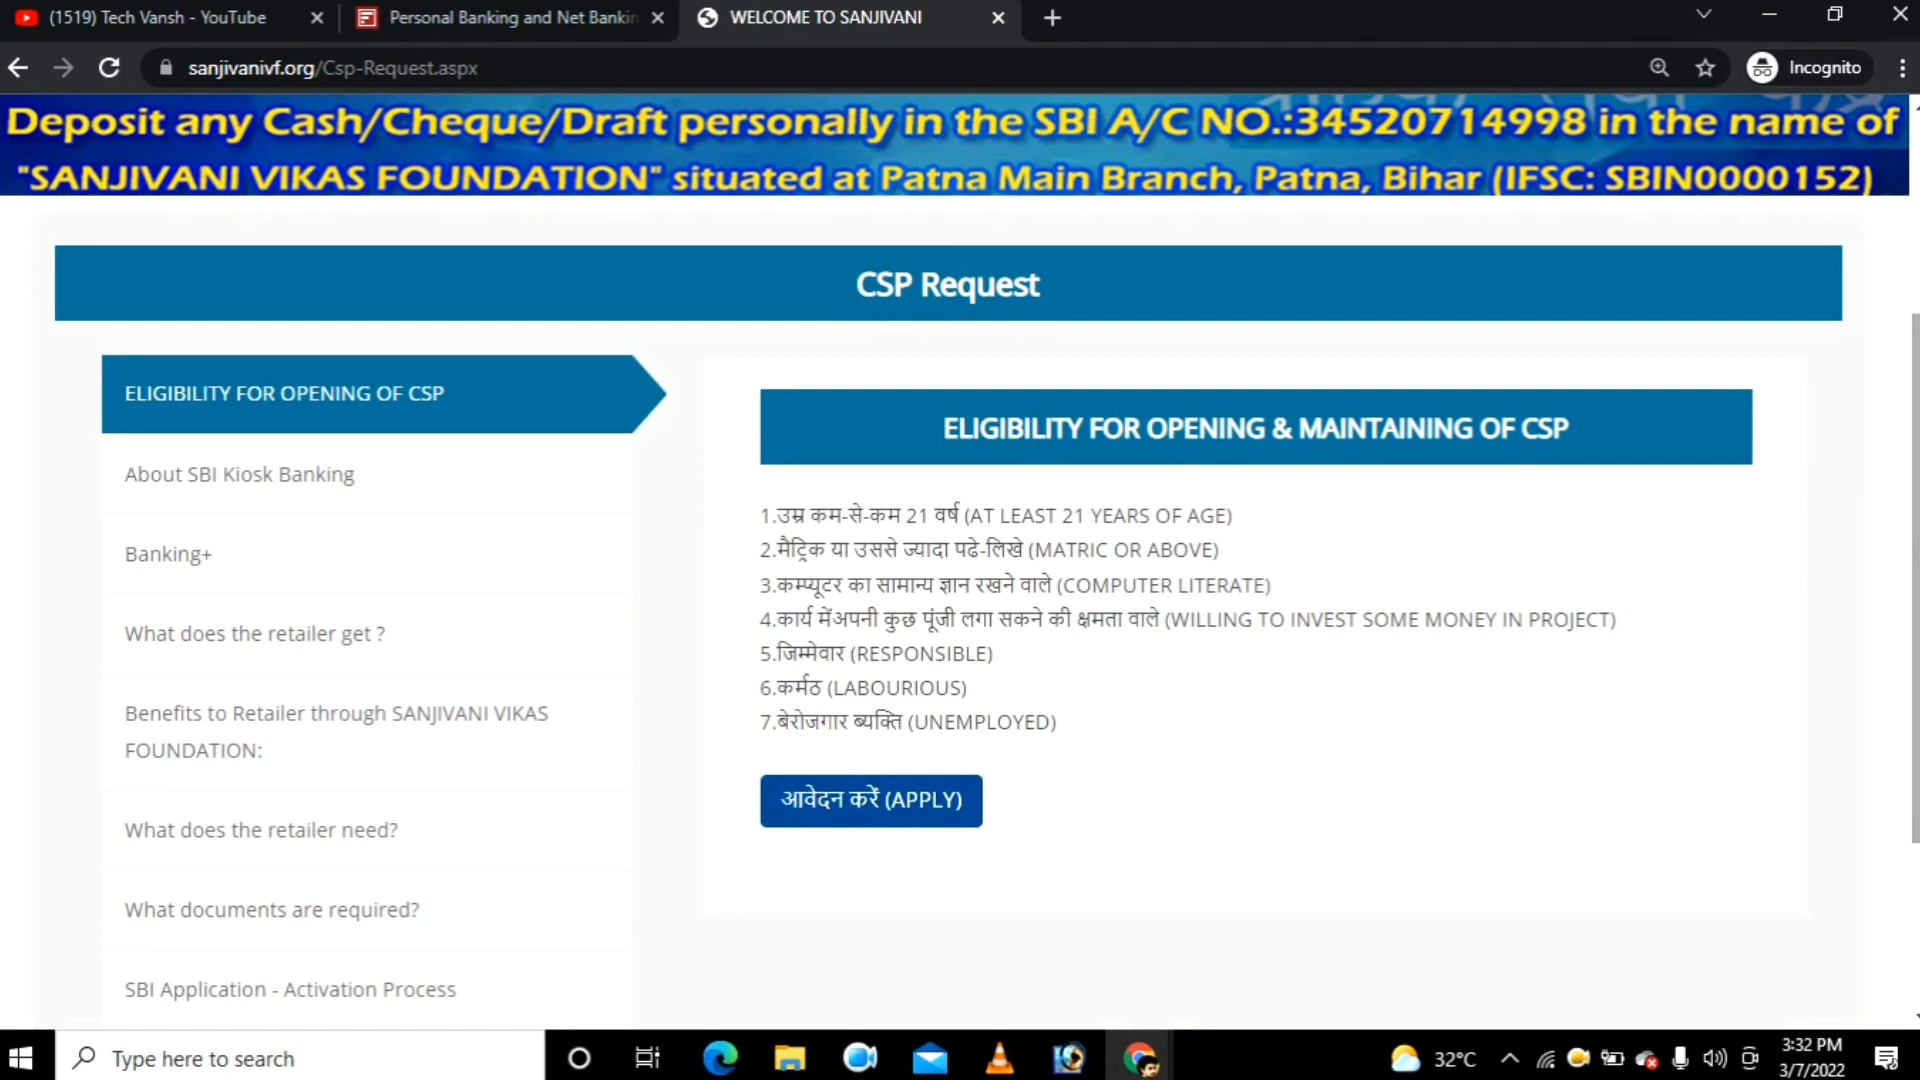 (1519) Tech Vansh - YouTube
Personal Banking and Net Bankin
WELCOME TO SANJIVANI
sanjivanivf.org/Csp-Request.aspx
Incognito
Deposit any Cash/Cheque/Draft personally in the SBI A/C NO.:34520714998 in the name of
"SANJIVANI VIKAS FOUNDATION" situated at Patna Main Branch, Patna, Bihar (IFSC: SBIN0000152)
CSP Request
ELIGIBILITY FOR OPENING OF CSP
About SBI Kiosk Banking
Banking+
What does the retailer get ?
Benefits to Retailer through SANJIVANI VIKAS
FOUNDATION:
What does the retailer need?
What documents are required?
SBI Application - Activation Process
ELIGIBILITY FOR OPENING & MAINTAINING OF CSP
1.उम्र कम-से-कम 21 वर्ष (AT LEAST 21 YEARS OF AGE)
2.मैट्रिक या उससे ज्यादा पढे-लिखे (MATRIC OR ABOVE)
3.कम्प्यूटर का सामान्य ज्ञान रखने वाले (COMPUTER LITERATE)
4.कार्य मेंअपनी कुछ पूंजी लगा सकने की क्षमता वाले (WILLING TO INVEST SOME MONEY IN PROJECT)
5.जिम्मेवार (RESPONSIBLE)
6.कर्मठ (LABOURIOUS)
7.बेरोजगार ब्यक्ति (UNEMPLOYED)
आवेदन करें (APPLY)
Type here to search
32°C
3:32 PM
3/7/2022